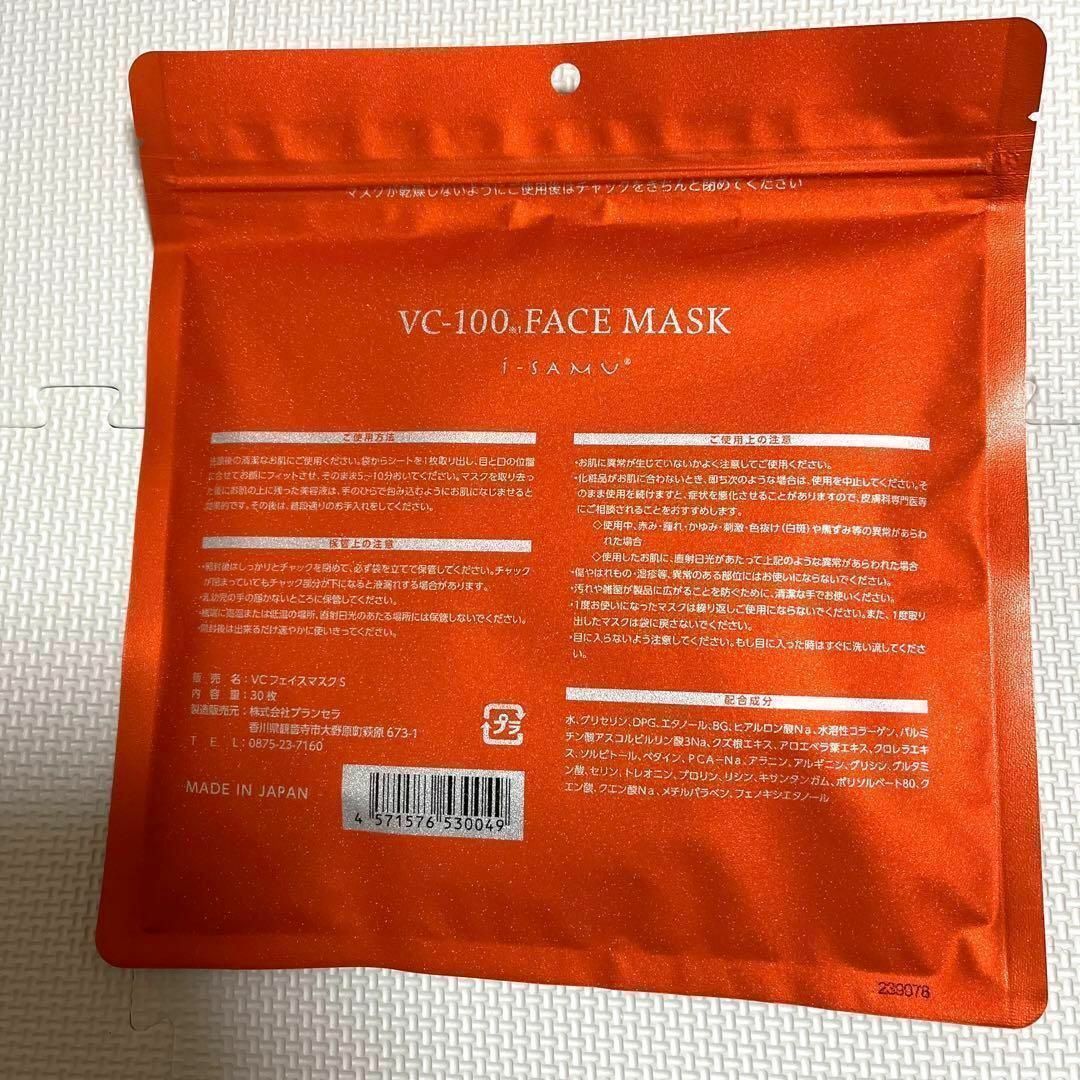 マスクが乾燥しないようにご使用後はチャックをきちんと閉めてください
VC-100※1 FACE MASK
i-SAMU®
ご使用方法
洗顔後の清潔なお肌にご使用ください。袋からシートを1枚取り出し、目と口の位置
に合せてお顔にフィットさせ、そのまま5～10分おいてください。マスクを取り去っ
た後にお肌の上に残った美容液は、手のひらで包み込むようにお肌になじませると
効果的です。その後は、普段通りのお手入れをしてください。
保管上の注意
・開封後はしっかりとチャックを閉めて、必ず袋を立てて保管してください。チャック
が閉まっていてもチャック部分が下になると液漏れする場合があります。
・乳幼児の手の届かないところに保管してください。
・極端に高温または低温の場所、直射日光のあたる場所には保管しないでください。
・開封後は出来るだけ速やかに使いきってください。
販売名：VCフェイスマスクS
内容量：30枚
製造販売元：株式会社プランセラ
香川県観音寺市大野原町萩原673-1
TEL：0875-23-7160
プラ
MADE IN JAPAN
4 571576 530049
ご使用上の注意
・お肌に異常が生じていないかよく注意してご使用ください。
・化粧品がお肌に合わないとき、即ち次のような場合は、使用を中止してください。そ
のまま使用を続けますと、症状を悪化させることがありますので、皮膚科専門医等
にご相談されることをおすすめします。
◇使用中、赤み・腫れ・かゆみ・刺激・色抜け(白斑)や黒ずみ等の異常があらわ
れた場合
◇使用したお肌に、直射日光があたって上記のような異常があらわれた場合
・傷やはれもの・湿疹等、異常のある部位にはお使いにならないでください。
・汚れや雑菌が製品に広がることを防ぐために、清潔な手でお使いください。
・1度お使いになったマスクは繰り返しご使用にならないでください。また、1度取り
出したマスクは袋に戻さないでください。
・目に入らないよう注意してください。もし目に入った時はすぐに洗い流してくださ
い。
配合成分
水、グリセリン、DPG、エタノール、BG、ヒアルロン酸Na、水溶性コラーゲン、パルミ
チン酸アスコルビルリン酸3Na、クズ根エキス、アロエベラ葉エキス、クロレラエキ
ス、ソルビトール、ベタイン、PCA-Na、アラニン、アルギニン、グリシン、グルタミ
ン酸、セリン、トレオニン、プロリン、リシン、キサンタンガム、ポリソルベート80、ク
エン酸、クエン酸Na、メチルパラベン、フェノキシエタノール
239078